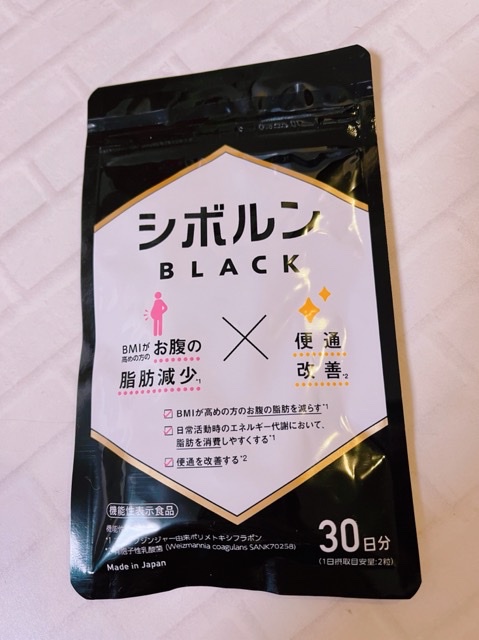 シボルン
BLACK
BMIが
高めの方の
お腹の
脂肪減少*1
便通
改善*2
BMIが高めの方のお腹の脂肪を減らす*1
日常活動時のエネルギー代謝において、
脂肪を消費しやすくする*1
便通を改善する*2
機能性表示食品
ジンジャー由来ポリメトキシフラボン
胞子性乳酸菌 (Weizmannia coagulans SANK70258)
Made in Japan
30日分
(1日摂取目安量:2粒)